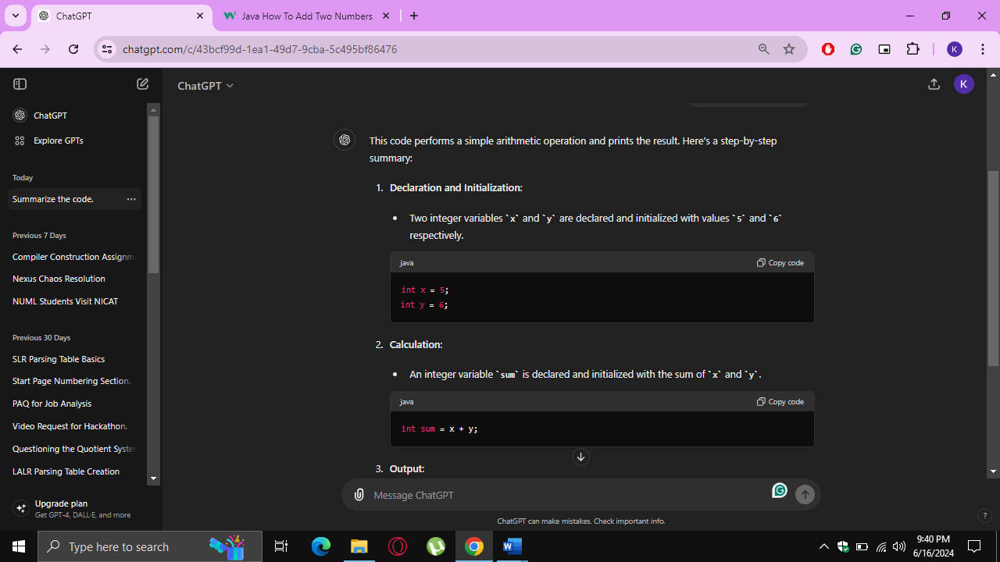 ChatGPT
Java How To Add Two Numbers
chatgpt.com/c/43bcf99d-1ea1-49d7-9cba-5c495bf86476
K
ChatGPT
K
ChatGPT
Explore GPTs
Today
Summarize the code.
Previous 7 Days
Compiler Construction Assignm
Nexus Chaos Resolution
NUML Students Visit NICAT
Previous 30 Days
SLR Parsing Table Basics
Start Page Numbering Section.
PAQ for Job Analysis
Video Request for Hackathon.
Questioning the Quotient Syste
LALR Parsing Table Creation
Upgrade plan
Get GPT-4, DALL·E, and more
This code performs a simple arithmetic operation and prints the result. Here's a step-by-step
summary:
1. Declaration and Initialization:
• Two integer variables `x` and `y` are declared and initialized with values `5` and `6`
respectively.
java Copy code
int x = 5;
int y = 6;
2. Calculation:
• An integer variable `sum` is declared and initialized with the sum of `x` and `y`.
java Copy code
int sum = x + y;
3. Output:
Message ChatGPT
ChatGPT can make mistakes. Check important info.
?
Type here to search
9:40 PM
6/16/2024